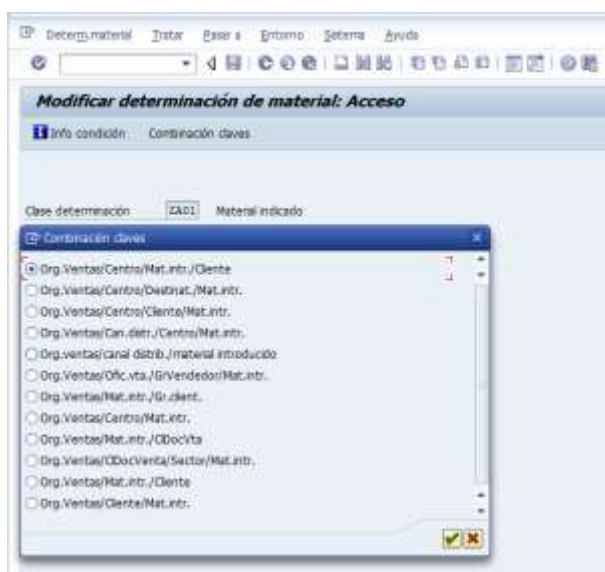 Determ.material Tratar Pasar a Entorno Sistema Ayuda
Modificar determinación de material: Acceso
Info condición Combinación claves
Clase determinación ZA01 Material indicado
Combinación claves
Org.Ventas/Centro/Mat.intr./Cliente
Org.Ventas/Centro/Destinat./Mat.intr.
Org.Ventas/Centro/Cliente/Mat.intr.
Org.Ventas/Can.distr./Centro/Mat.intr.
Org.ventas/canal distrib./material introducido
Org.Ventas/Ofic.vta./GrVendedor/Mat.intr.
Org.Ventas/Mat.intr./Gr.client.
Org.Ventas/Centro/Mat.intr.
Org.Ventas/Mat.intr./ClDocVta
Org.Ventas/ClDocVenta/Sector/Mat.intr.
Org.Ventas/Mat.intr./Cliente
Org.Ventas/Cliente/Mat.intr.